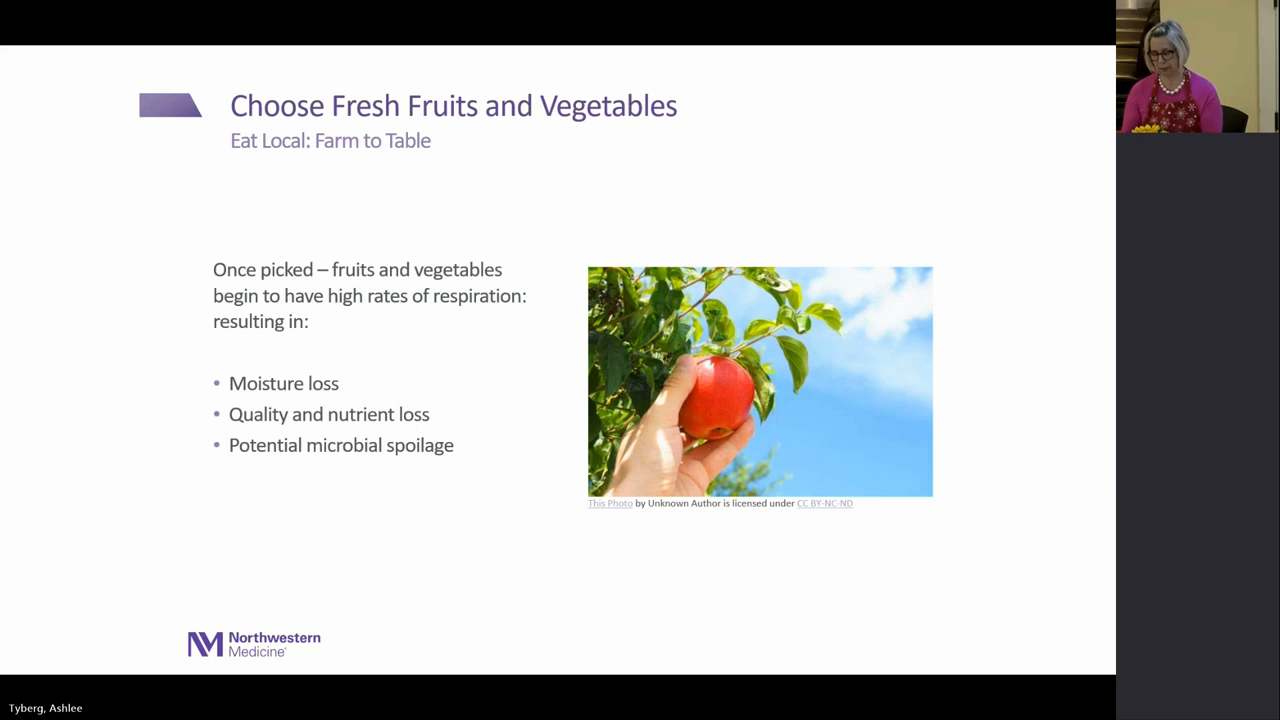 Choose Fresh Fruits and Vegetables
Eat Local: Farm to Table
Once picked – fruits and vegetables
begin to have high rates of respiration:
resulting in:
• Moisture loss
• Quality and nutrient loss
• Potential microbial spoilage
This Photo by Unknown Author is licensed under CC BY-NC-ND
Northwestern
Medicine
Tyberg, Ashlee